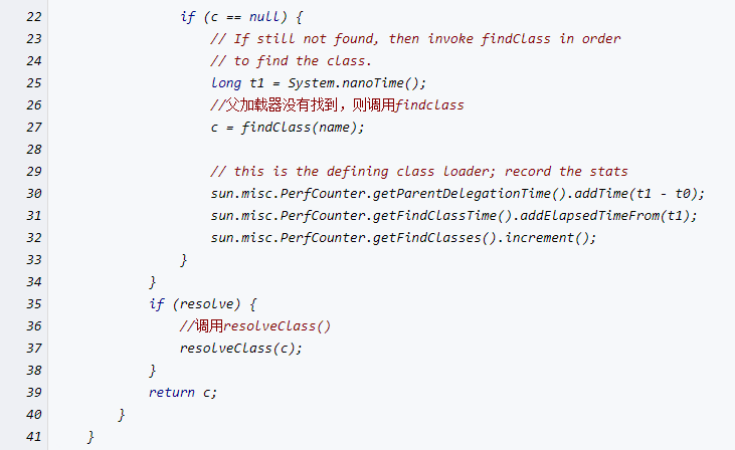 22 if (c == null) {
23 // If still not found, then invoke findClass in order
24 // to find the class.
25 long t1 = System.nanoTime();
26 //父加载器没有找到，则调用findclass
27 c = findClass(name);
28
29 // this is the defining class loader; record the stats
30 sun.misc.PerfCounter.getParentDelegationTime().addTime(t1 - t0);
31 sun.misc.PerfCounter.getFindClassTime().addElapsedTimeFrom(t1);
32 sun.misc.PerfCounter.getFindClasses().increment();
33 }
34 }
35 if (resolve) {
36 //调用resolveClass()
37 resolveClass(c);
38 }
39 return c;
40 }
41 }